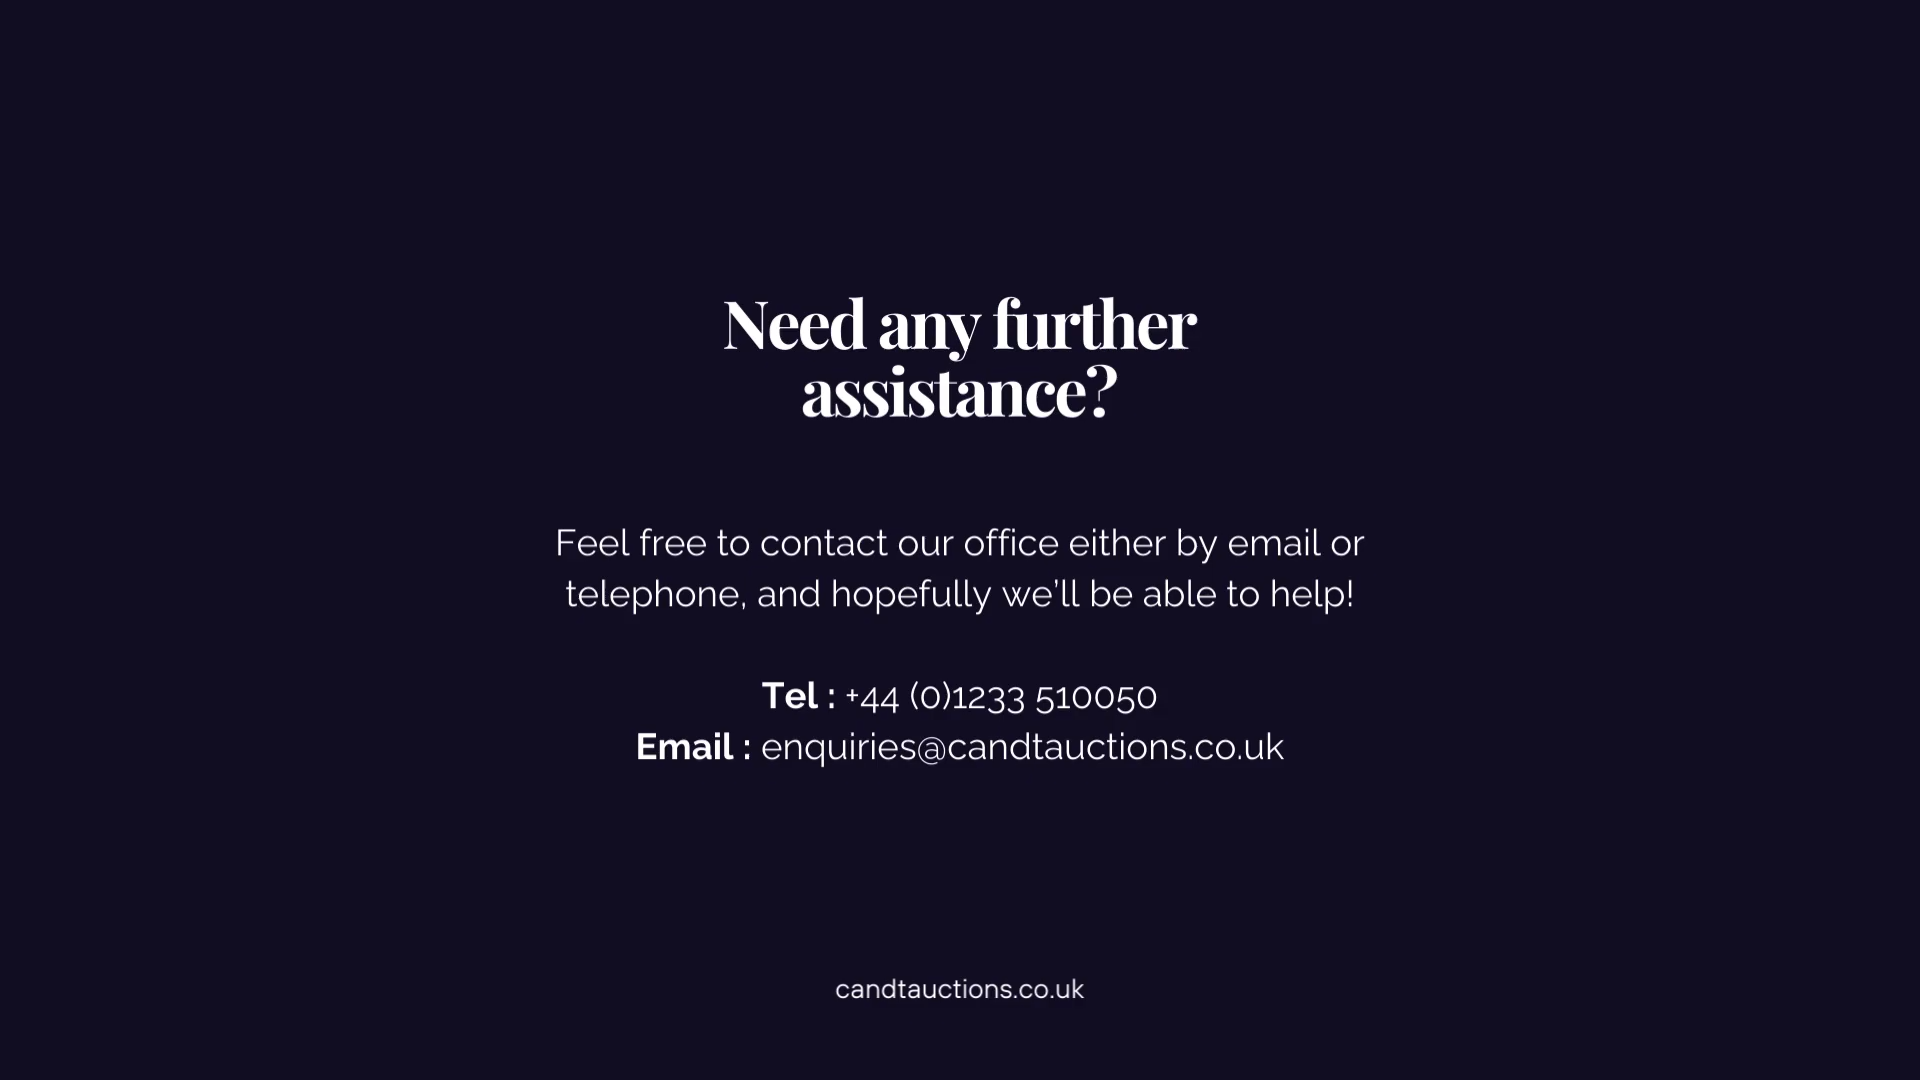 Need any further
assistance?
Feel free to contact our office either by email or
telephone, and hopefully we’ll be able to help!
Tel : +44 (0)1233 510050
Email : enquiries@candtauctions.co.uk
candtauctions.co.uk